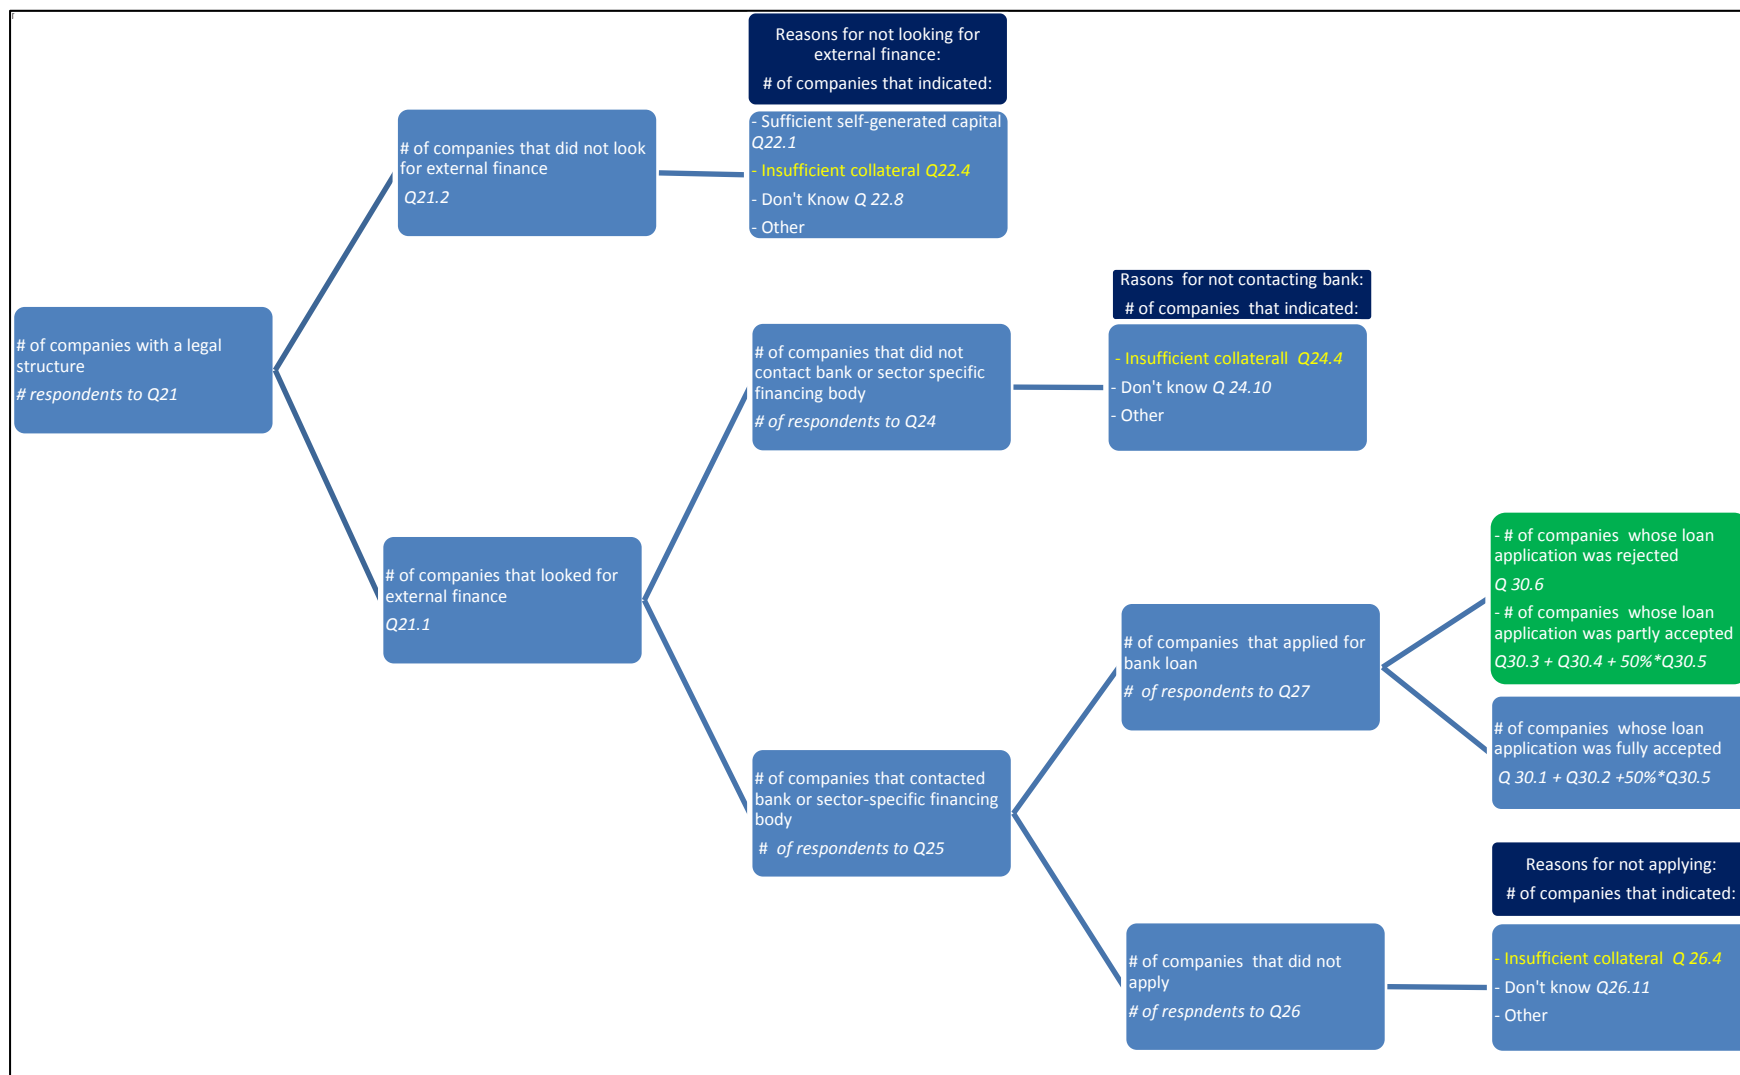 Reasons for not looking for
external finance:
# of companies that indicated:
- Sufficient self-generated capital
Q22.1
- Insufficient collateral Q22.4
- Don't Know Q 22.8
- Other
# of companies that did not look
for external finance
Q21.2
Rasons for not contacting bank:
# of companies that indicated:
- Insufficient collaterall Q24.4
- Don't know Q 24.10
- Other
# of companies with a legal
structure
# respondents to Q21
# of companies that did not
contact bank or sector specific
financing body
# of respondents to Q24
# of companies that looked for
external finance
Q21.1
- # of companies whose loan
application was rejected
Q 30.6
- # of companies whose loan
application was partly accepted
Q30.3 + Q30.4 + 50%*Q30.5
# of companies that applied for
bank loan
# of respondents to Q27
# of companies whose loan
application was fully accepted
Q 30.1 + Q30.2 +50%*Q30.5
# of companies that contacted
bank or sector-specific financing
body
# of respondents to Q25
Reasons for not applying:
# of companies that indicated:
# of companies that did not
apply
# of respndents to Q26
- Insufficient collateral Q 26.4
- Don't know Q26.11
- Other